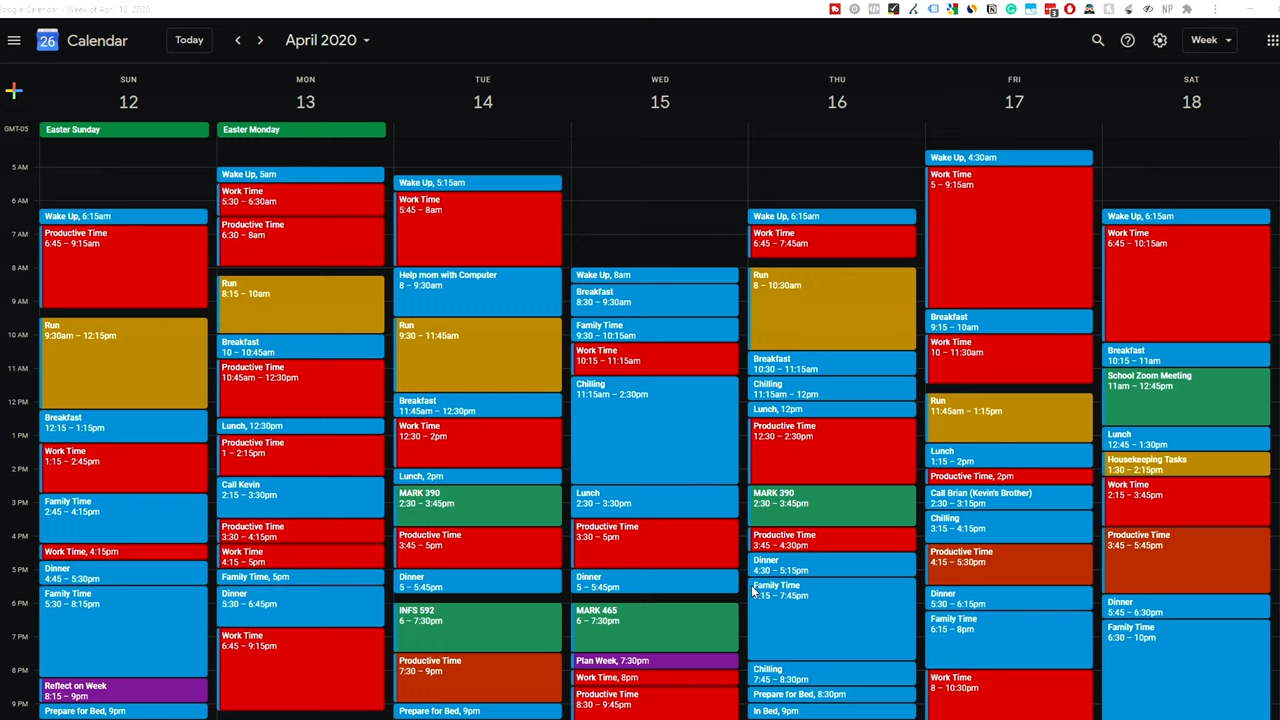 Google Calendar - Week of April 12, 2020
NP
3
26
Calendar
Today
April 2020
Week
SUN
12
MON
13
TUE
14
WED
15
THU
16
FRI
17
SAT
18
GMT-05
5 AM
6 AM
7 AM
8 AM
9 AM
10 AM
11 AM
12 PM
1 PM
2 PM
3 PM
4 PM
5 PM
6 PM
7 PM
8 PM
9 PM
Easter Sunday
Wake Up, 6:15am
Productive Time
6:45 – 9:15am
Run
9:30am – 12:15pm
Breakfast
12:15 – 1:15pm
Work Time
1:15 – 2:45pm
Family Time
2:45 – 4:15pm
Work Time, 4:15pm
Dinner
4:45 – 5:30pm
Family Time
5:30 – 8:15pm
Reflect on Week
8:15 – 9pm
Prepare for Bed, 9pm
Easter Monday
Wake Up, 5am
Work Time
5:30 – 6:30am
Productive Time
6:30 – 8am
Run
8:15 – 10am
Breakfast
10 – 10:45am
Productive Time
10:45am – 12:30pm
Lunch, 12:30pm
Productive Time
1 – 2:15pm
Call Kevin
2:15 – 3:30pm
Productive Time
3:30 – 4:15pm
Work Time
4:15 – 5pm
Family Time, 5pm
Dinner
5:30 – 6:45pm
Work Time
6:45 – 9:15pm
Wake Up, 5:15am
Work Time
5:45 – 8am
Help mom with Computer
8 – 9:30am
Run
9:30 – 11:45am
Breakfast
11:45am – 12:30pm
Work Time
12:30 – 2pm
Lunch, 2pm
MARK 390
2:30 – 3:45pm
Productive Time
3:45 – 5pm
Dinner
5 – 5:45pm
INFS 592
6 – 7:30pm
Productive Time
7:30 – 9pm
Prepare for Bed, 9pm
Wake Up, 8am
Breakfast
8:30 – 9:30am
Family Time
9:30 – 10:15am
Work Time
10:15 – 11:15am
Chilling
11:15am – 2:30pm
Lunch
2:30 – 3:30pm
Productive Time
3:30 – 5pm
Dinner
5 – 5:45pm
MARK 465
6 – 7:30pm
Plan Week, 7:30pm
Work Time, 8pm
Productive Time
8:30 – 9:45pm
Wake Up, 6:15am
Work Time
6:45 – 7:45am
Run
8 – 10:30am
Breakfast
10:30 – 11:15am
Chilling
11:15am – 12pm
Lunch, 12pm
Productive Time
12:30 – 2:30pm
MARK 390
2:30 – 3:45pm
Productive Time
3:45 – 4:30pm
Dinner
4:30 – 5:15pm
Family Time
5:15 – 7:45pm
Chilling
7:45 – 8:30pm
Prepare for Bed, 8:30pm
In Bed, 9pm
Wake Up, 4:30am
Work Time
5 – 9:15am
Breakfast
9:15 – 10am
Work Time
10 – 11:30am
Run
11:45am – 1:15pm
Lunch
1:15 – 2pm
Productive Time, 2pm
Call Brian (Kevin's Brother)
2:30 – 3:15pm
Chilling
3:15 – 4:15pm
Productive Time
4:15 – 5:30pm
Dinner
5:30 – 6:15pm
Family Time
6:15 – 8pm
Work Time
8 – 10:30pm
Wake Up, 6:15am
Work Time
6:45 – 10:15am
Breakfast
10:15 – 11am
School Zoom Meeting
11am – 12:45pm
Lunch
12:45 – 1:30pm
Housekeeping Tasks
1:30 – 2:15pm
Work Time
2:15 – 3:45pm
Productive Time
3:45 – 5:45pm
Dinner
5:45 – 6:30pm
Family Time
6:30 – 10pm